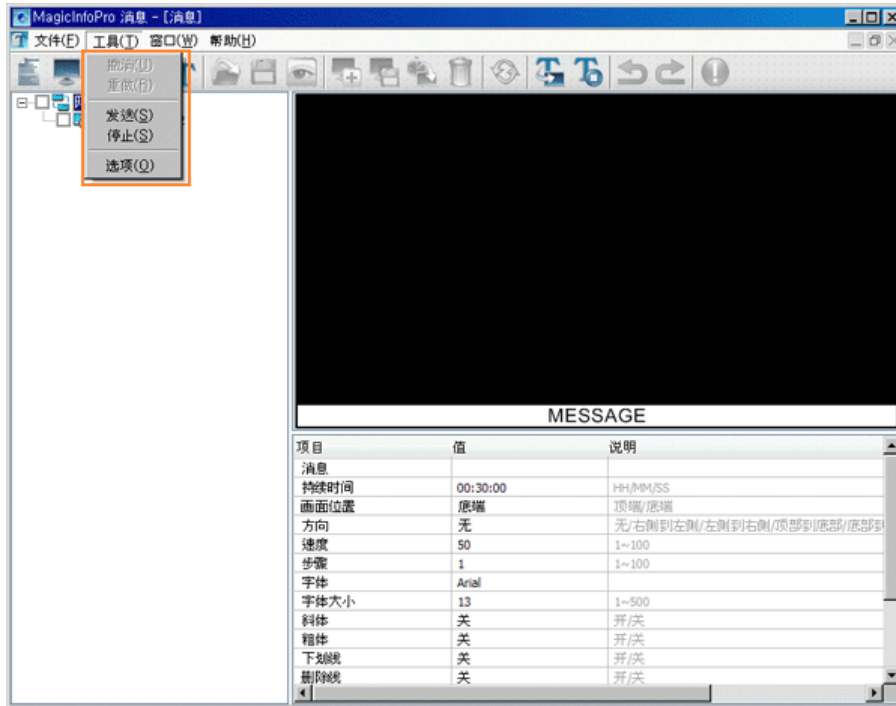 MagicInfoPro 消息 - [消息]
文件(F) 工具(T) 窗口(W) 帮助(H)
撤消(U)
重做(R)
发送(S)
停止(S)
选项(O)
MESSAGE
项目 值 说明
消息
持续时间 00:30:00 HH/MM/SS
画面位置 底端 顶端/底端
方向 无 无/右侧到左侧/左侧到右侧/顶部到底部/底部到
速度 50 1~100
步骤 1 1~100
字体 Arial
字体大小 13 1~500
斜体 关 开/关
粗体 关 开/关
下划线 关 开/关
删除线 关 开/关